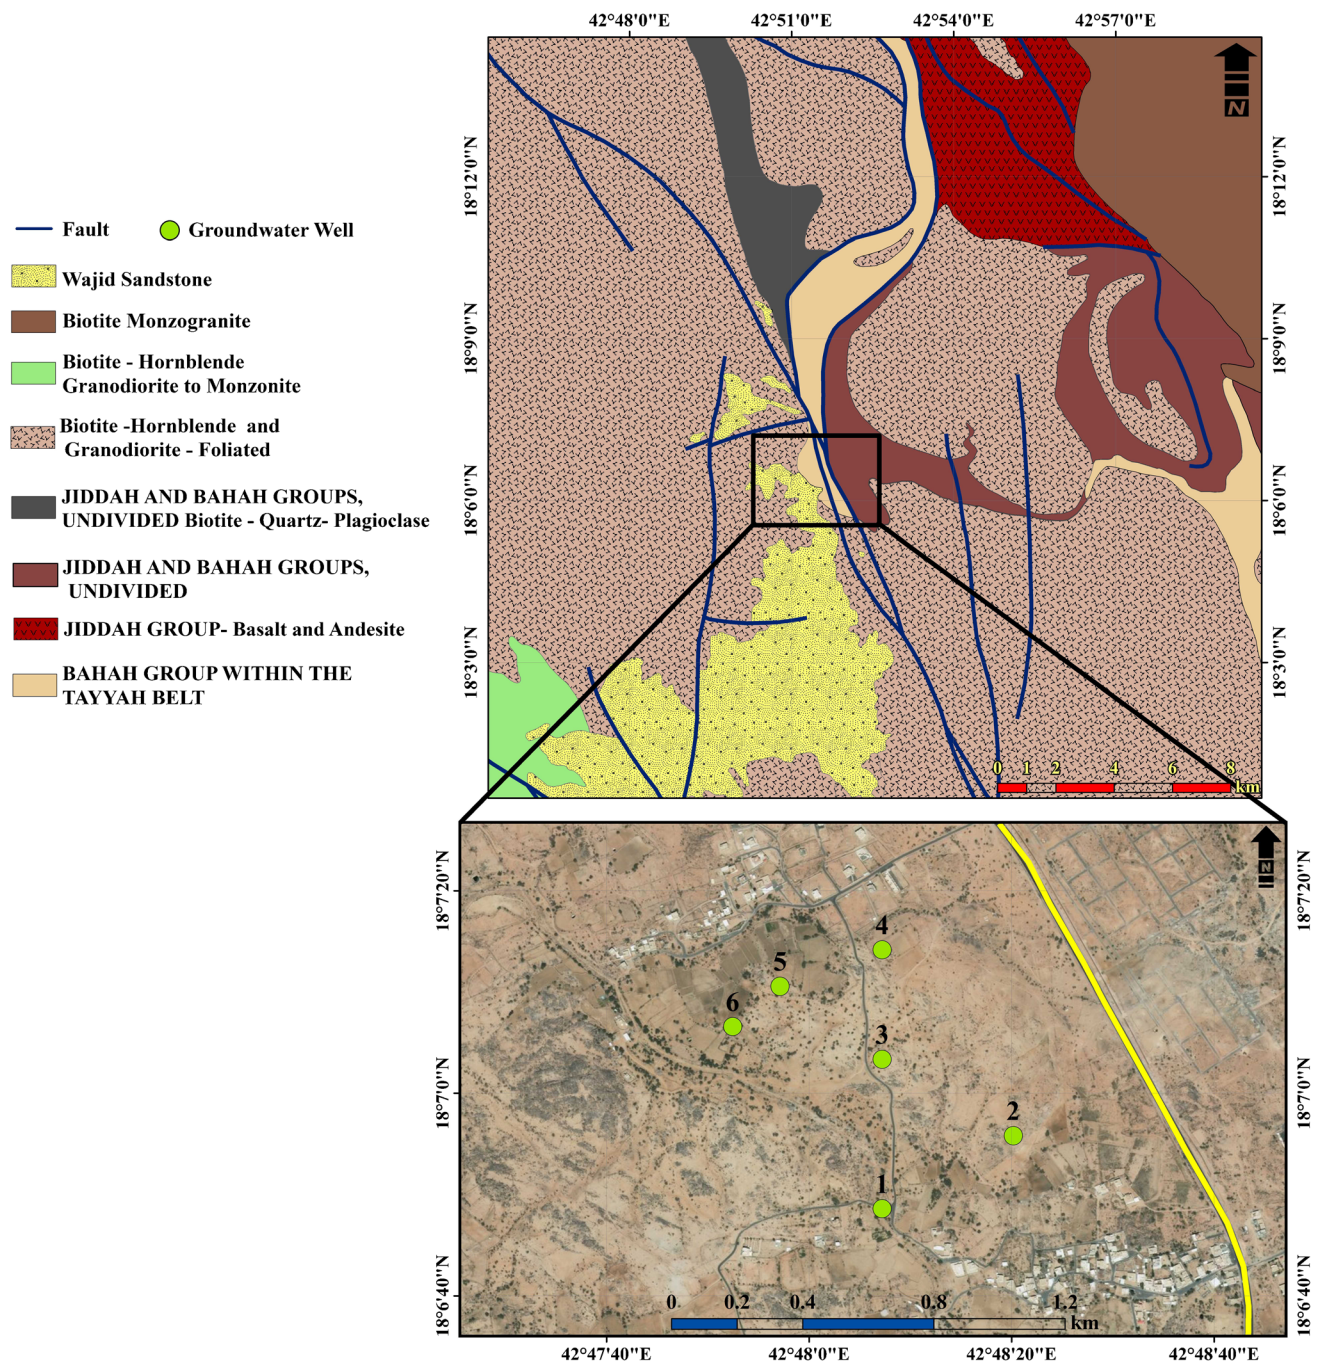 42°48'0"E 42°51'0"E 42°54'0"E 42°57'0"E
N
18°12'0"N 18°12'0"N
18°9'0"N 18°9'0"N
18°6'0"N 18°6'0"N
18°3'0"N 18°3'0"N
Fault Groundwater Well
Wajid Sandstone
Biotite Monzogranite
Biotite - Hornblende
Granodiorite to Monzonite
Biotite -Hornblende and
Granodiorite - Foliated
JIDDAH AND BAHAH GROUPS,
UNDIVIDED Biotite - Quartz- Plagioclase
JIDDAH AND BAHAH GROUPS,
UNDIVIDED
JIDDAH GROUP- Basalt and Andesite
BAHAH GROUP WITHIN THE
TAYYAH BELT
0 1 2 4 6 8
km
N
18°7'20"N 18°7'20"N
4
5
6
3
18°7'0"N 18°7'0"N
2
1
18°6'40"N 18°6'40"N
0 0.2 0.4 0.8 1.2
km
42°47'40"E 42°48'0"E 42°48'20"E 42°48'40"E